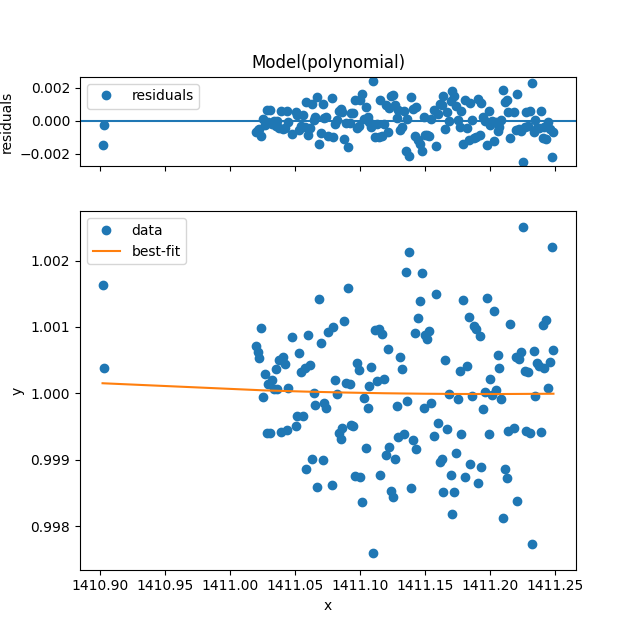 Model(polynomial)
residuals
0.002
0.000
−0.002
residuals
data
best-fit
1.002
1.001
1.000
0.999
0.998
y
1410.90 1410.95 1411.00 1411.05 1411.10 1411.15 1411.20 1411.25
x